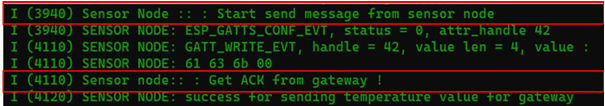 I (3940) Sensor Node :: : Start send message from sensor node
I (3940) SENSOR NODE: ESP_GATTS_CONF_EVT, status = 0, attr_handle 42
I (4110) SENSOR NODE: GATT_WRITE_EVT, handle = 42, value len = 4, value :
I (4110) SENSOR NODE: 61 63 6b 00
I (4110) Sensor node:: : Get ACK from gateway !
I (4120) SENSOR NODE: success for sending temperature value for gateway